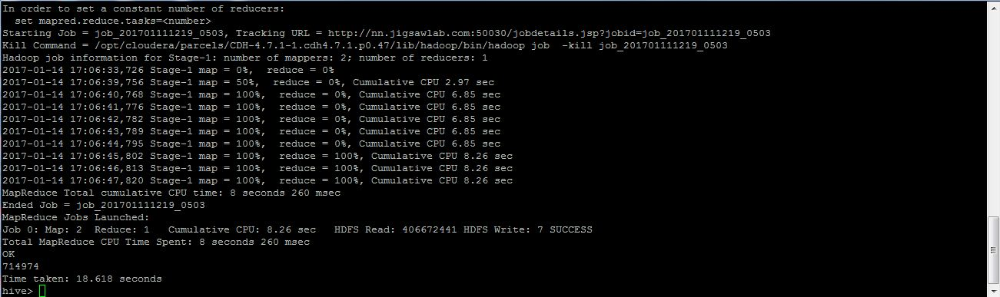 In order to set a constant number of reducers:
  set mapred.reduce.tasks=<number>
Starting Job = job_201701111219_0503, Tracking URL = http://nn.jigsawlab.com:50030/jobdetails.jsp?jobid=job_201701111219_0503
Kill Command = /opt/cloudera/parcels/CDH-4.7.1-1.cdh4.7.1.p0.47/lib/hadoop/bin/hadoop job  -kill job_201701111219_0503
Hadoop job information for Stage-1: number of mappers: 2; number of reducers: 1
2017-01-14 17:06:33,726 Stage-1 map = 0%,  reduce = 0%
2017-01-14 17:06:39,756 Stage-1 map = 50%,  reduce = 0%, Cumulative CPU 2.97 sec
2017-01-14 17:06:40,768 Stage-1 map = 100%,  reduce = 0%, Cumulative CPU 6.85 sec
2017-01-14 17:06:41,776 Stage-1 map = 100%,  reduce = 0%, Cumulative CPU 6.85 sec
2017-01-14 17:06:42,782 Stage-1 map = 100%,  reduce = 0%, Cumulative CPU 6.85 sec
2017-01-14 17:06:43,789 Stage-1 map = 100%,  reduce = 0%, Cumulative CPU 6.85 sec
2017-01-14 17:06:44,795 Stage-1 map = 100%,  reduce = 0%, Cumulative CPU 6.85 sec
2017-01-14 17:06:45,802 Stage-1 map = 100%,  reduce = 100%, Cumulative CPU 8.26 sec
2017-01-14 17:06:46,813 Stage-1 map = 100%,  reduce = 100%, Cumulative CPU 8.26 sec
2017-01-14 17:06:47,820 Stage-1 map = 100%,  reduce = 100%, Cumulative CPU 8.26 sec
MapReduce Total cumulative CPU time: 8 seconds 260 msec
Ended Job = job_201701111219_0503
MapReduce Jobs Launched:
Job 0: Map: 2  Reduce: 1   Cumulative CPU: 8.26 sec   HDFS Read: 406672441 HDFS Write: 7 SUCCESS
Total MapReduce CPU Time Spent: 8 seconds 260 msec
OK
714974
Time taken: 18.618 seconds
hive>